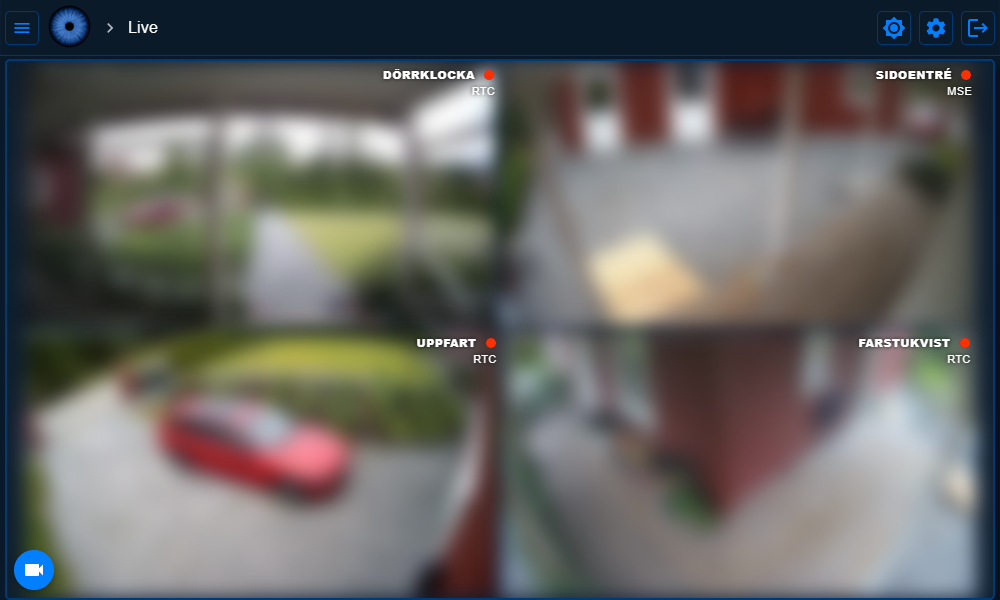 Live
DÖRRKLOCKA
RTC
SIDOENTRÉ
MSE
UPPFART
RTC
FARSTUKVIST
RTC